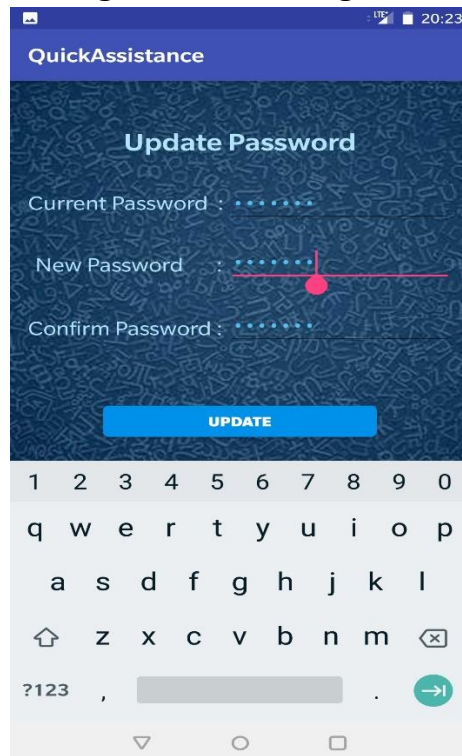 LTE 20:23
QuickAssistance
Update Password
Current Password : •••••••
New Password : •••••••
Confirm Password : •••••••
UPDATE
1 2 3 4 5 6 7 8 9 0
q w e r t y u i o p
a s d f g h j k l
z x c v b n m
?123 , .